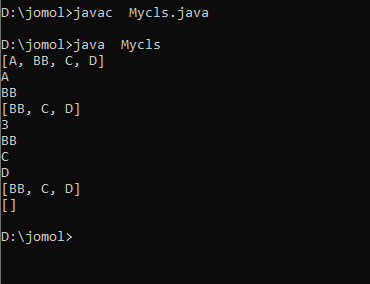 D:\jomol>javac  Mycls.java
D:\jomol>java  Mycls
[A, BB, C, D]
A
BB
[BB, C, D]
3
BB
C
D
[BB, C, D]
[]
D:\jomol>